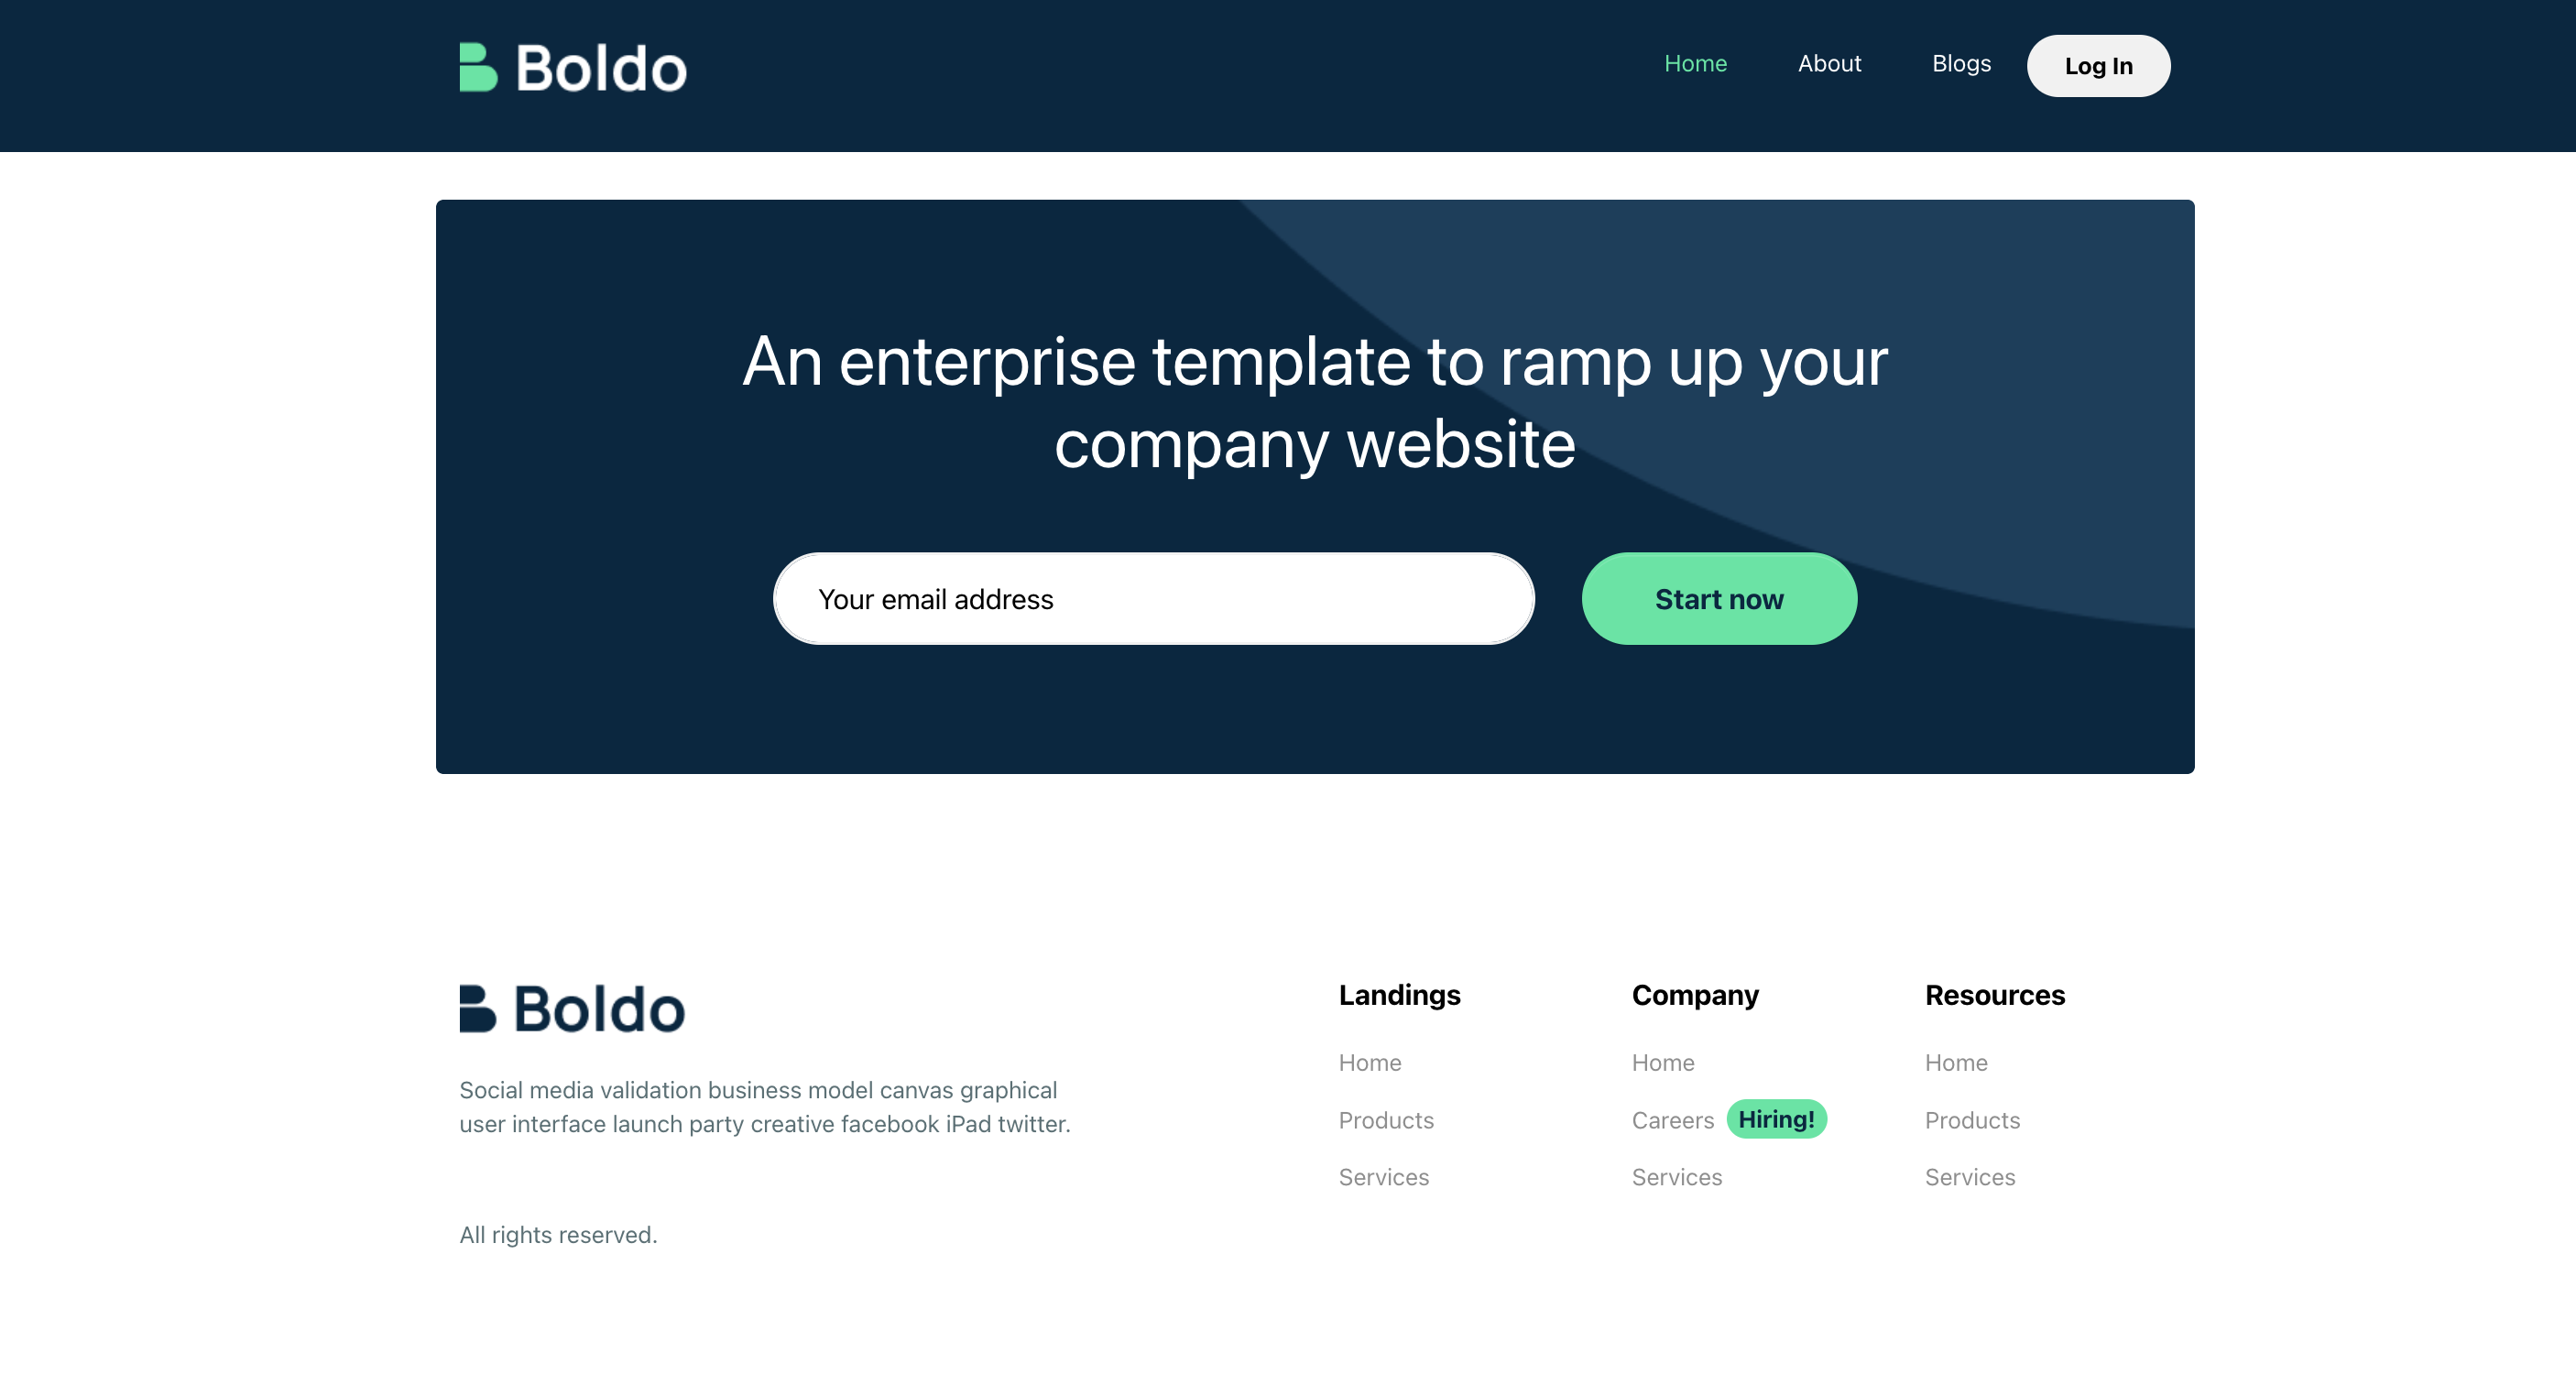 Boldo
Home
About
Blogs
Log In
An enterprise template to ramp up your
company website
Your email address
Start now
Boldo
Social media validation business model canvas graphical
user interface launch party creative facebook iPad twitter.
All rights reserved.
Landings
Home
Products
Services
Company
Home
Careers Hiring!
Services
Resources
Home
Products
Services